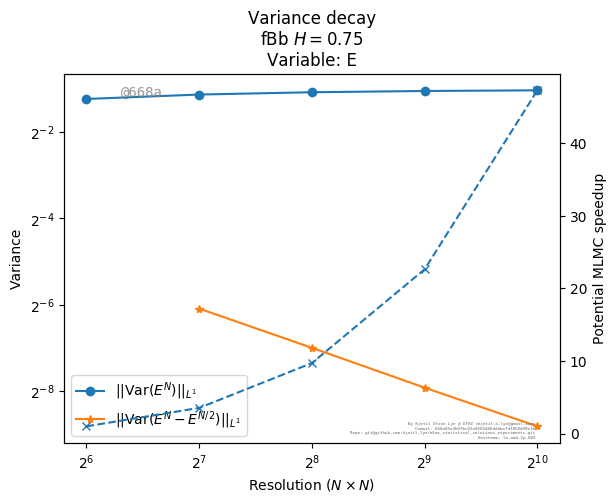 Variance decay
fBb H = 0.75
Variable: E
@668a
2^-2
2^-4
2^-6
2^-8
Variance
40
30
20
10
0
Potential MLMC speedup
||Var(E^N)||_{L^1}
||Var(E^N − E^{N/2})||_{L^1}
2^6 2^7 2^8 2^9 2^10
Resolution (N × N)